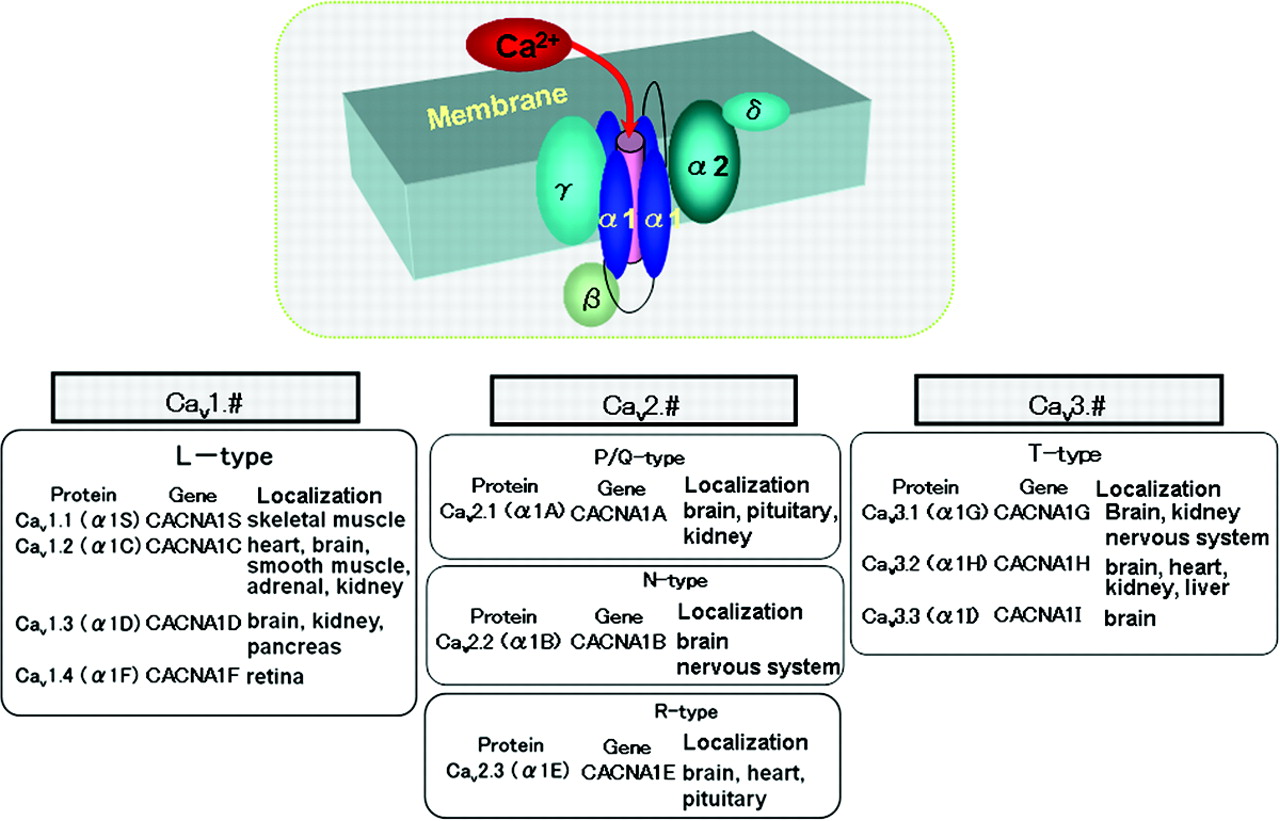 Ca2+
Membrane
δ
α2
γ
α1 α1
β
Cav1.#
L-type
Protein Gene Localization
Cav1.1 (α1S) CACNA1S skeletal muscle
Cav1.2 (α1C) CACNA1C heart, brain,
smooth muscle,
adrenal, kidney
Cav1.3 (α1D) CACNA1D brain, kidney,
pancreas
Cav1.4 (α1F) CACNA1F retina
Cav2.#
P/Q-type
Protein Gene Localization
Cav2.1 (α1A) CACNA1A brain, pituitary,
kidney
N-type
Protein Gene Localization
Cav2.2 (α1B) CACNA1B brain
nervous system
R-type
Protein Gene Localization
Cav2.3 (α1E) CACNA1E brain, heart,
pituitary
Cav3.#
T-type
Protein Gene Localization
Cav3.1 (α1G) CACNA1G Brain, kidney
nervous system
Cav3.2 (α1H) CACNA1H brain, heart,
kidney, liver
Cav3.3 (α1I) CACNA1I brain